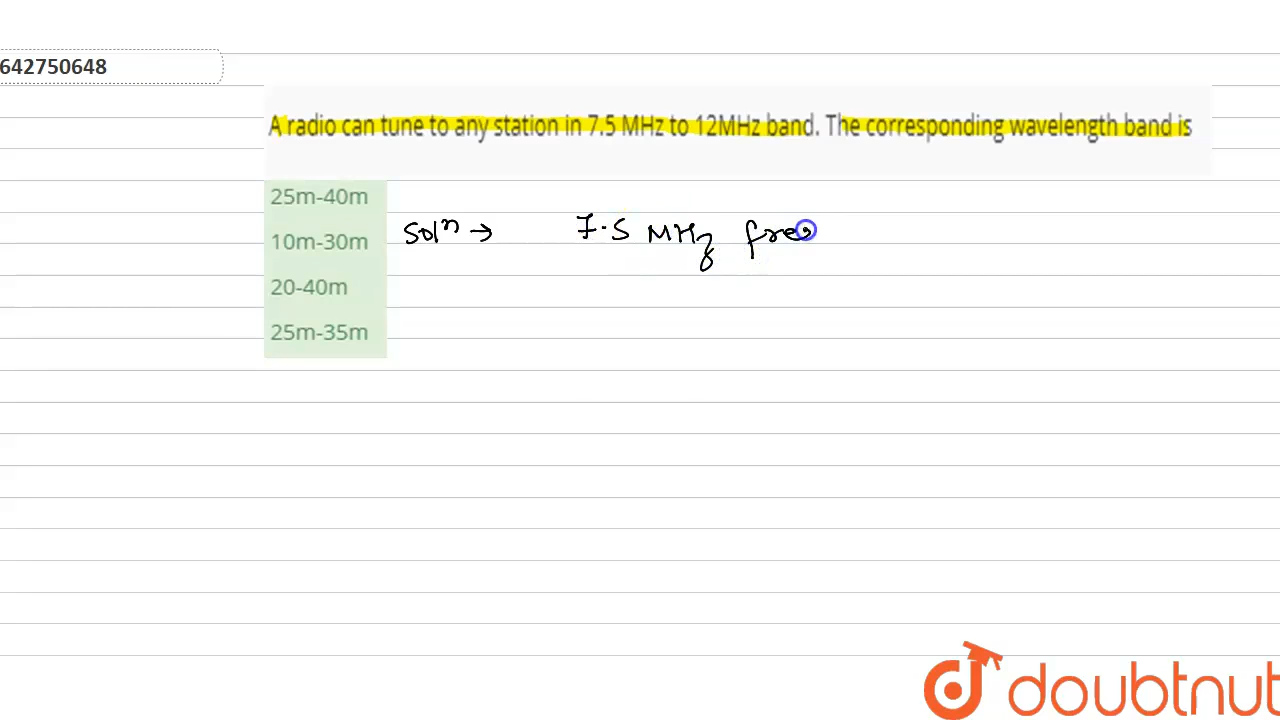 642750648
A radio can tune to any station in 7.5 MHz to 12MHz band. The corresponding wavelength band is
25m-40m
10m-30m
20-40m
25m-35m
Solⁿ → 7.5 MHz freq
doubtnut